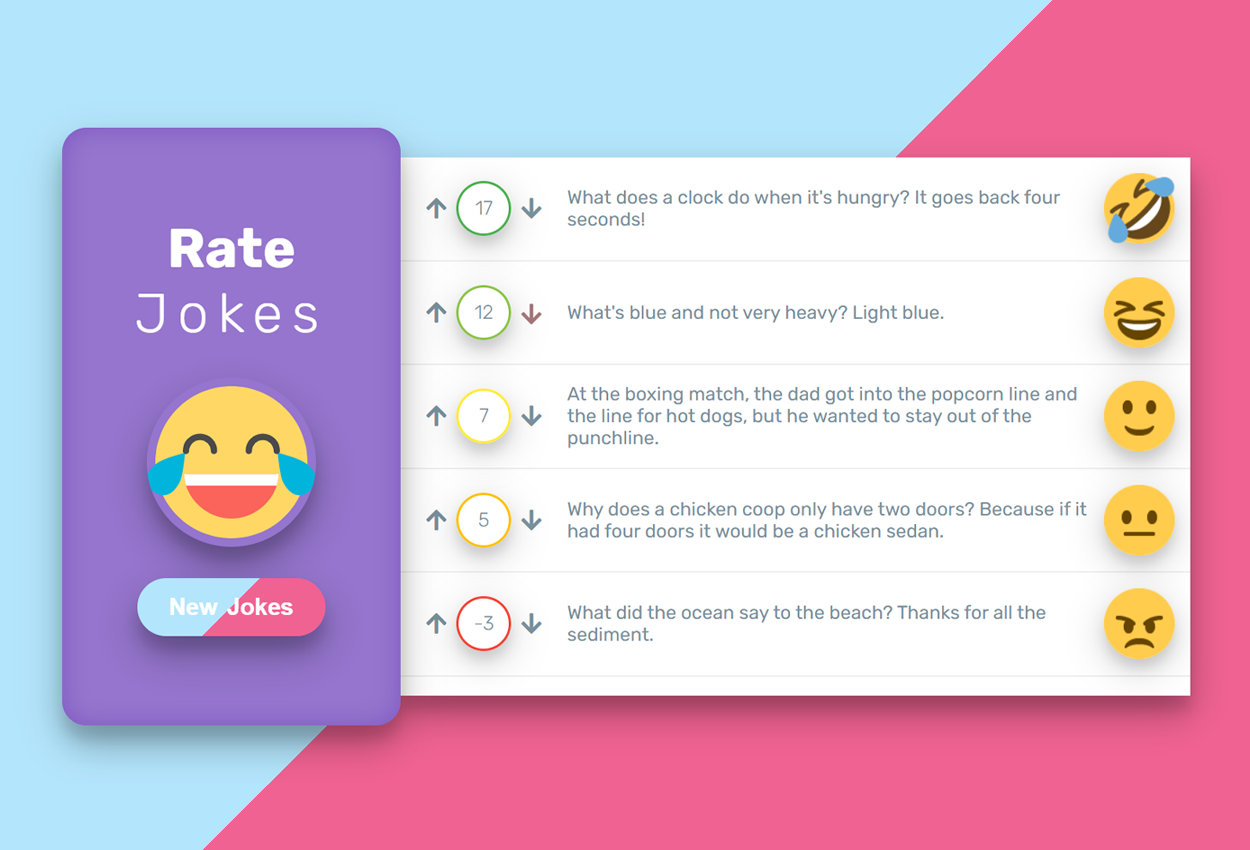 Rate
Jokes
New Jokes
17
What does a clock do when it's hungry? It goes back four
seconds!
12
What's blue and not very heavy? Light blue.
7
At the boxing match, the dad got into the popcorn line and
the line for hot dogs, but he wanted to stay out of the
punchline.
5
Why does a chicken coop only have two doors? Because if it
had four doors it would be a chicken sedan.
-3
What did the ocean say to the beach? Thanks for all the
sediment.